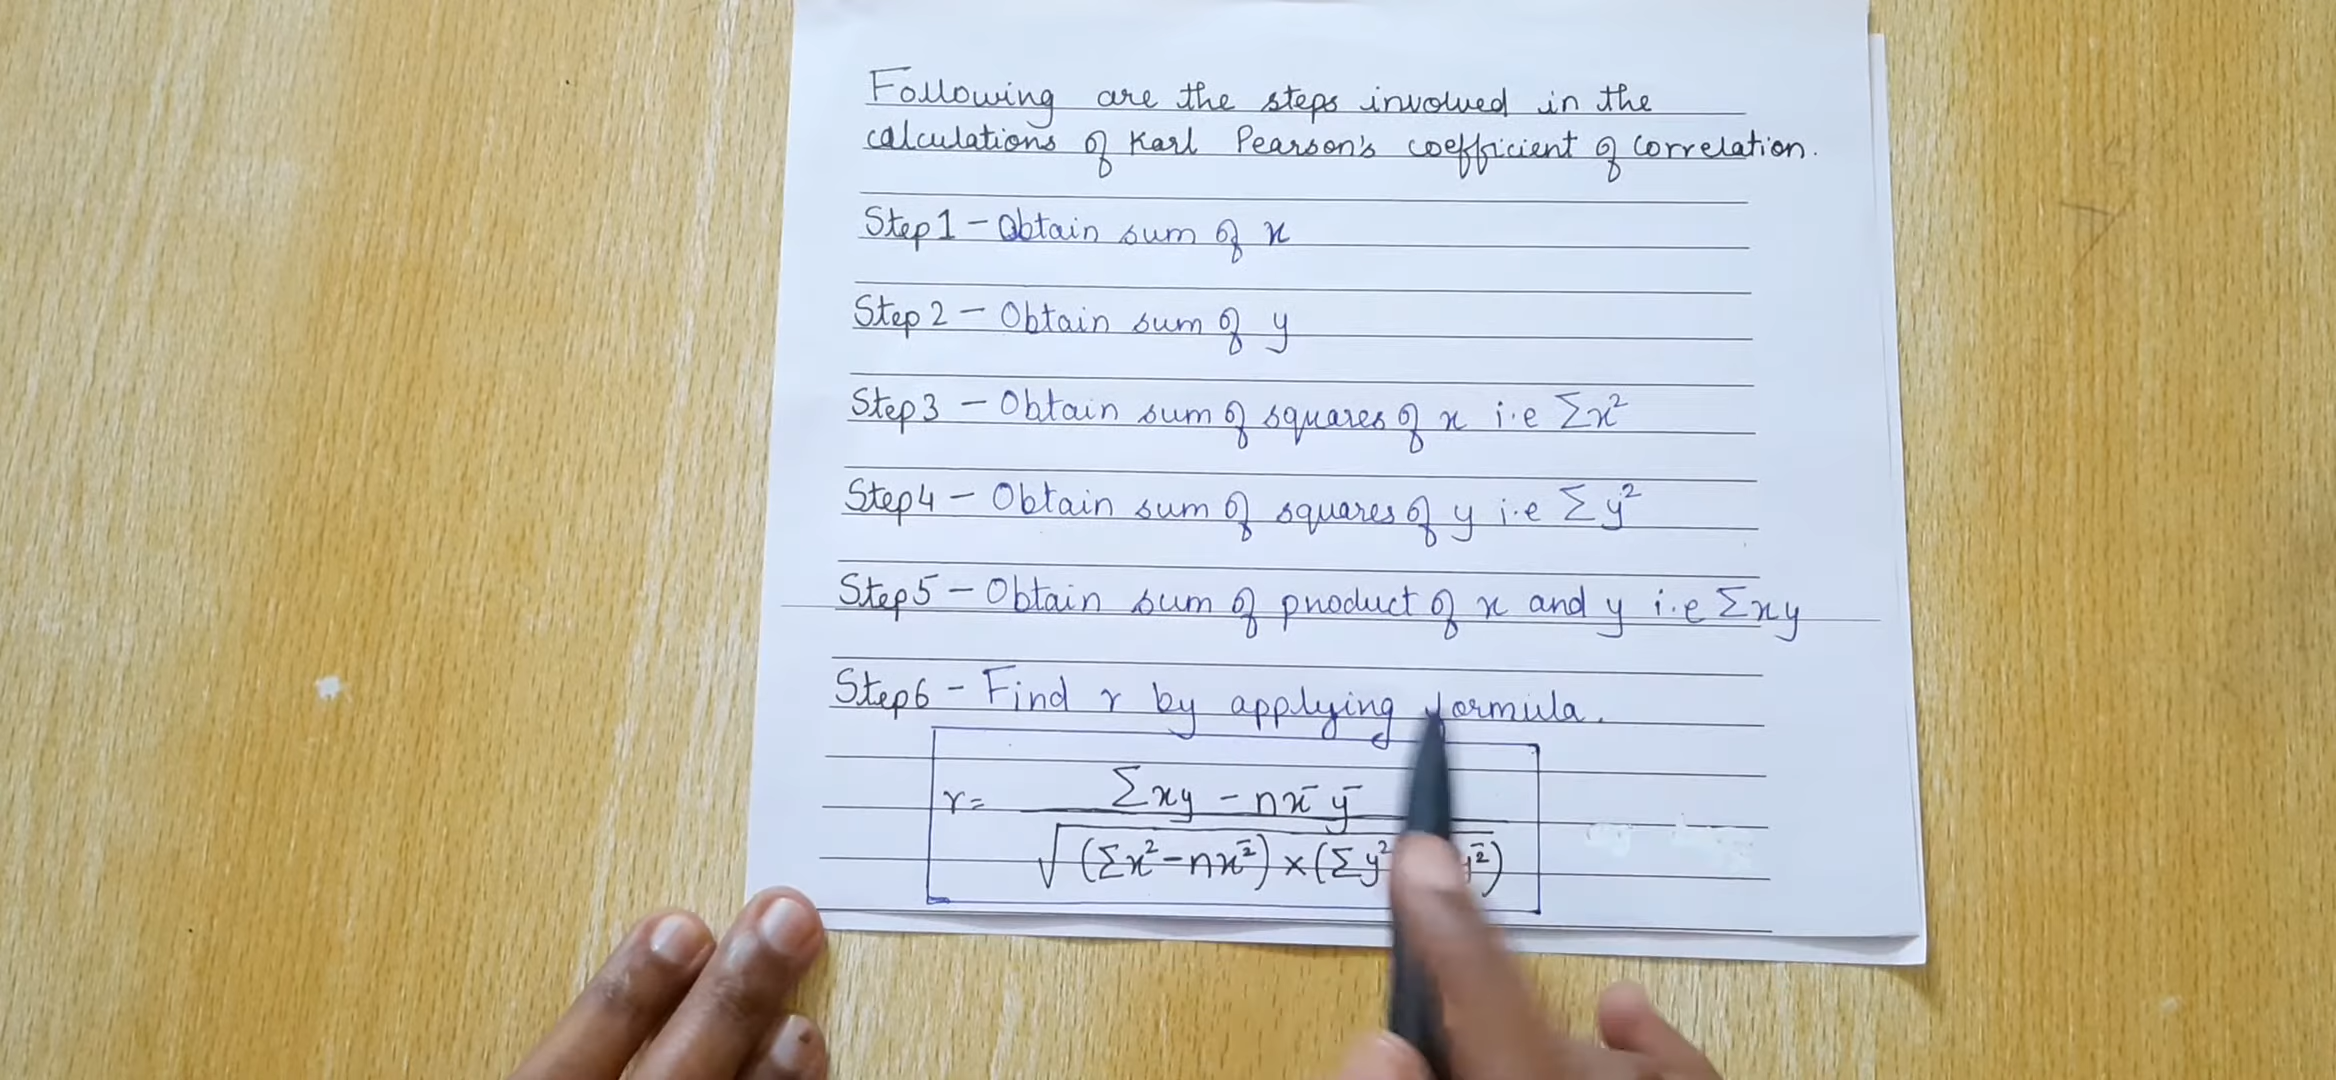 Following are the steps involved in the
calculations of Karl Pearson's coefficient of correlation.
Step 1 - Obtain sum of x
Step 2 - Obtain sum of y
Step 3 - Obtain sum of squares of x i.e Σx²
Step 4 - Obtain sum of squares of y i.e Σy²
Step 5 - Obtain sum of product of x and y i.e Σxy
Step 6 - Find r by applying formula.
r = Σxy - nx̄ȳ
√(Σx² - nx̄²) × (Σy² ȳ²)